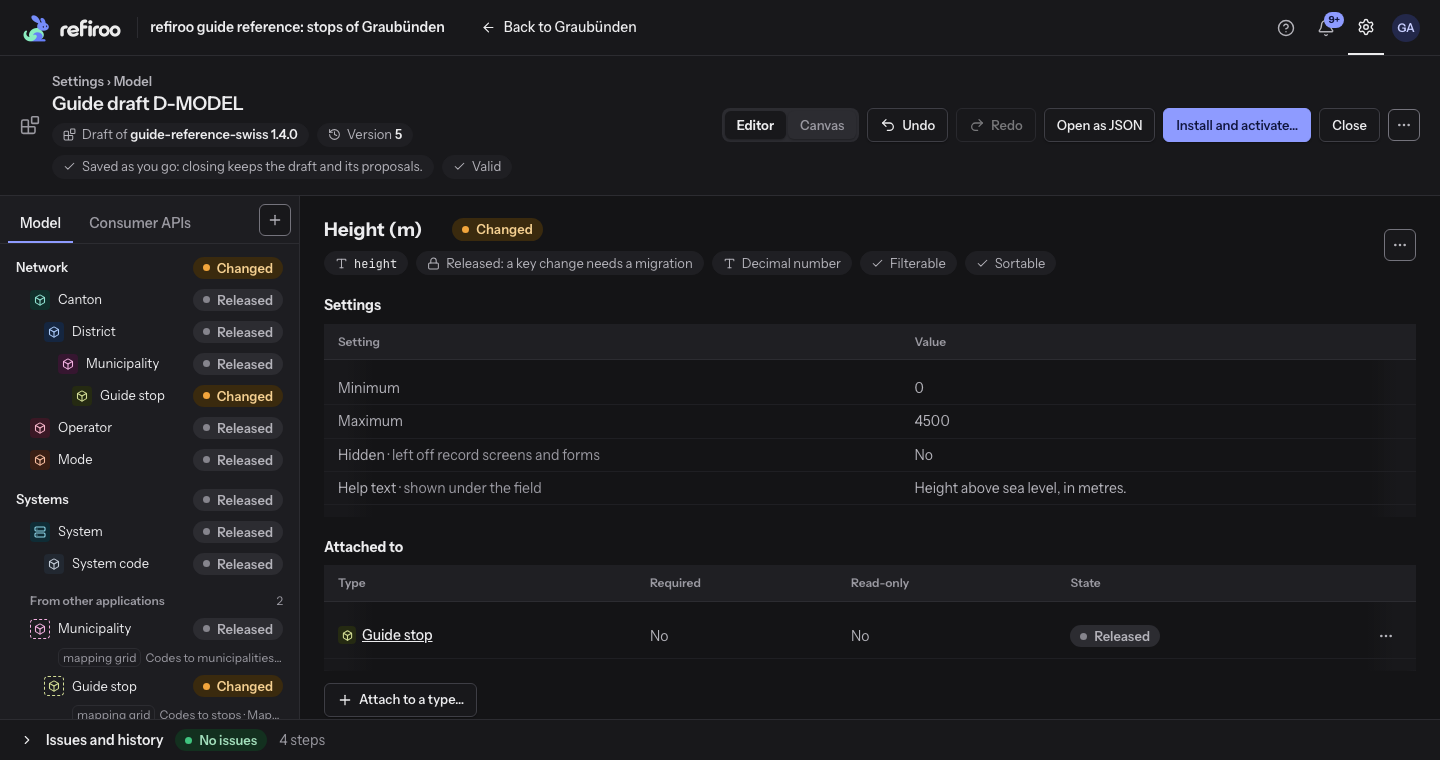 refiroo
refiroo guide reference: stops of Graubünden
Back to Graubünden
9+
GA
Settings › Model
Guide draft D-MODEL
Draft of guide-reference-swiss 1.4.0
Version 5
Saved as you go: closing keeps the draft and its proposals.
Valid
Editor
Canvas
Undo
Redo
Open as JSON
Install and activate...
Close
Model
Consumer APIs
Network
Changed
Canton
Released
District
Released
Municipality
Released
Guide stop
Changed
Operator
Released
Mode
Released
Systems
Released
System
Released
System code
Released
From other applications
2
Municipality
Released
mapping grid
Codes to municipalities...
Guide stop
Changed
mapping grid
Codes to stops · Map...
Height (m)
Changed
height
Released: a key change needs a migration
Decimal number
Filterable
Sortable
Settings
Setting
Value
Minimum
0
Maximum
4500
Hidden · left off record screens and forms
No
Help text · shown under the field
Height above sea level, in metres.
Attached to
Type
Required
Read-only
State
Guide stop
No
No
Released
Attach to a type...
Issues and history
No issues
4 steps